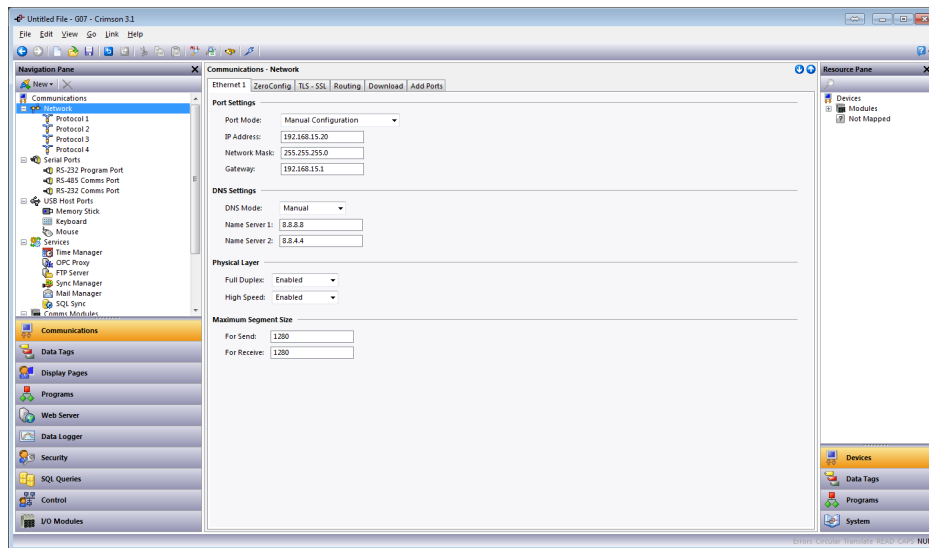 Untitled File - G07 - Crimson 3.1
File Edit View Go Link Help
Navigation Pane
New
Communications
Network
Protocol 1
Protocol 2
Protocol 3
Protocol 4
Serial Ports
RS-232 Program Port
RS-485 Comms Port
RS-232 Comms Port
USB Host Ports
Memory Stick
Keyboard
Mouse
Services
Time Manager
OPC Proxy
FTP Server
Sync Manager
Mail Manager
SQL Sync
Comms Modules
Communications
Data Tags
Display Pages
Programs
Web Server
Data Logger
Security
SQL Queries
Control
I/O Modules
Communications - Network
Ethernet 1 ZeroConfig TLS - SSL Routing Download Add Ports
Port Settings
Port Mode: Manual Configuration
IP Address: 192.168.15.20
Network Mask: 255.255.255.0
Gateway: 192.168.15.1
DNS Settings
DNS Mode: Manual
Name Server 1: 8.8.8.8
Name Server 2: 8.8.4.4
Physical Layer
Full Duplex: Enabled
High Speed: Enabled
Maximum Segment Size
For Send: 1280
For Receive: 1280
Resource Pane
Devices
Modules
Not Mapped
Devices
Data Tags
Programs
System
Errors Circular Translate READ CAPS NUM